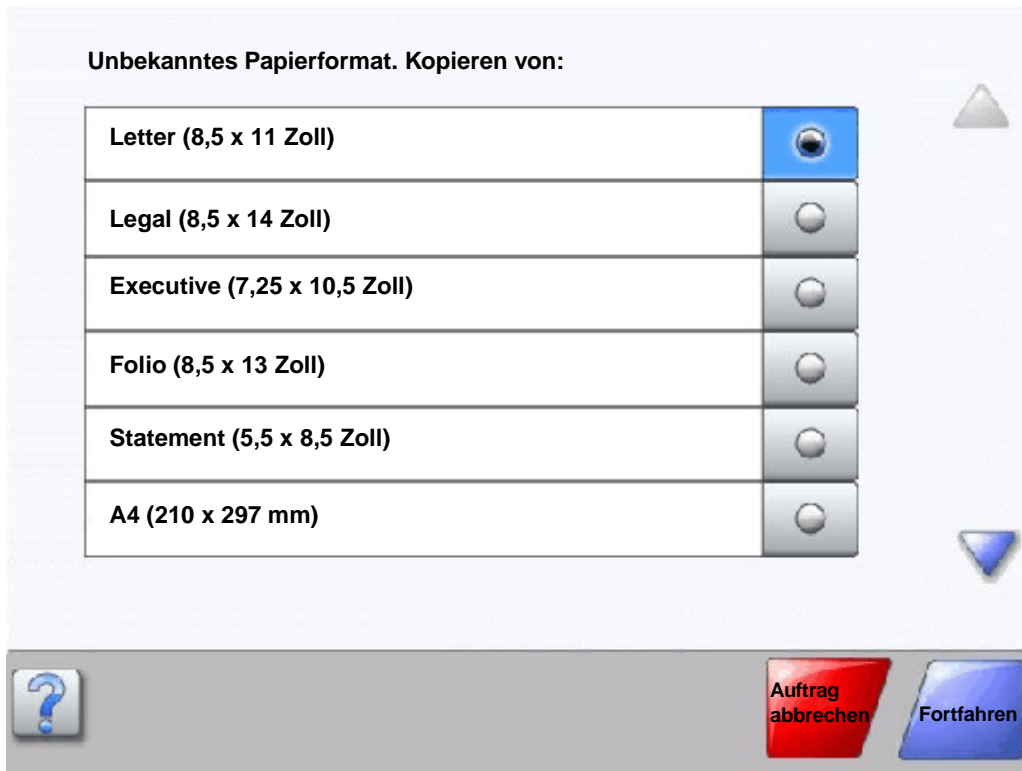 Unbekanntes Papierformat. Kopieren von:
Letter (8,5 x 11 Zoll)
Legal (8,5 x 14 Zoll)
Executive (7,25 x 10,5 Zoll)
Folio (8,5 x 13 Zoll)
Statement (5,5 x 8,5 Zoll)
A4 (210 x 297 mm)
?
Auftrag
abbrechen
Fortfahren